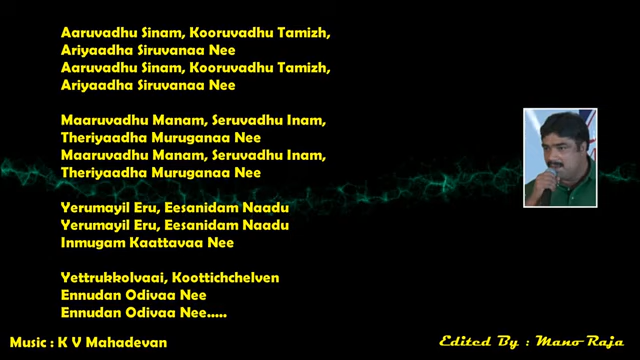 Aaruvadhu Sinam, Kooruvadhu Tamizh,
Ariyaadha Siruvanaa Nee
Aaruvadhu Sinam, Kooruvadhu Tamizh,
Ariyaadha Siruvanaa Nee
Maaruvadhu Manam, Seruvadhu Inam,
Theriyaadha Muruganaa Nee
Maaruvadhu Manam, Seruvadhu Inam,
Theriyaadha Muruganaa Nee
Yerumayil Eru, Eesanidam Naadu
Yerumayil Eru, Eesanidam Naadu
Inmugam Kaattavaa Nee
Yettrukkolvaai, Koottichchelven
Ennudan Odivaa Nee
Ennudan Odivaa Nee.....
Music : K V Mahadevan
Edited By : Mano Raja